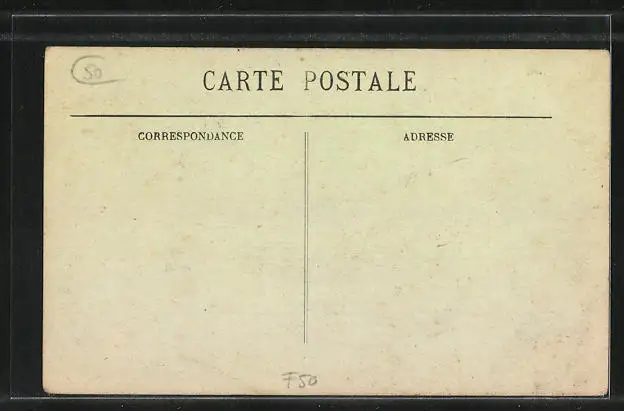 50
CARTE POSTALE
CORRESPONDANCE
ADRESSE
F50